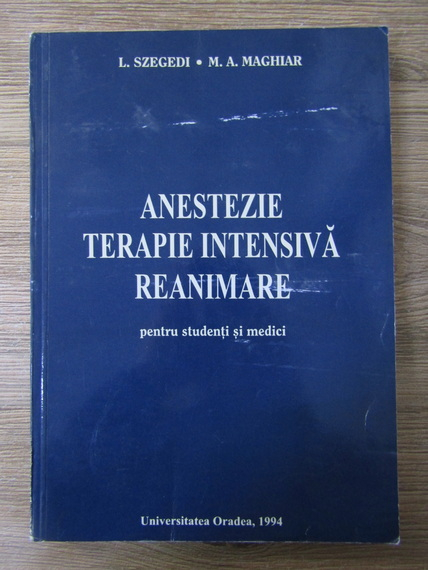 L. SZEGEDI • M. A. MAGHIAR
ANESTEZIE
TERAPIE INTENSIVĂ
REANIMARE
pentru studenți și medici
Universitatea Oradea, 1994